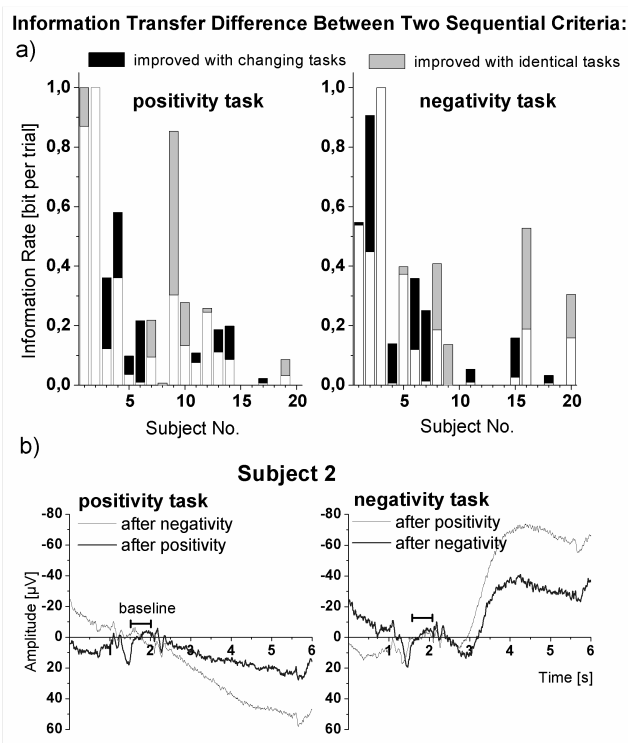 Information Transfer Difference Between Two Sequential Criteria:
a)
improved with changing tasks
improved with identical tasks
positivity task
negativity task
Information Rate [bit per trial]
1,0
0,8
0,6
0,4
0,2
0,0
5
10
15
20
Subject No.
1,0
0,8
0,6
0,4
0,2
0,0
5
10
15
20
Subject No.
b)
Subject 2
positivity task
after negativity
after positivity
baseline
Amplitude [µV]
-80
-60
-40
-20
0
20
40
60
1
2
3
4
5
6
negativity task
after positivity
after negativity
-80
-60
-40
-20
0
20
40
60
1
2
3
4
5
6
Time [s]